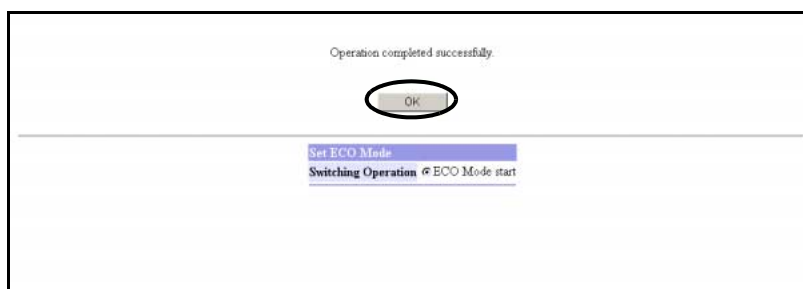 Operation completed successfully.
OK
Set ECO Mode
Switching Operation ECO Mode start